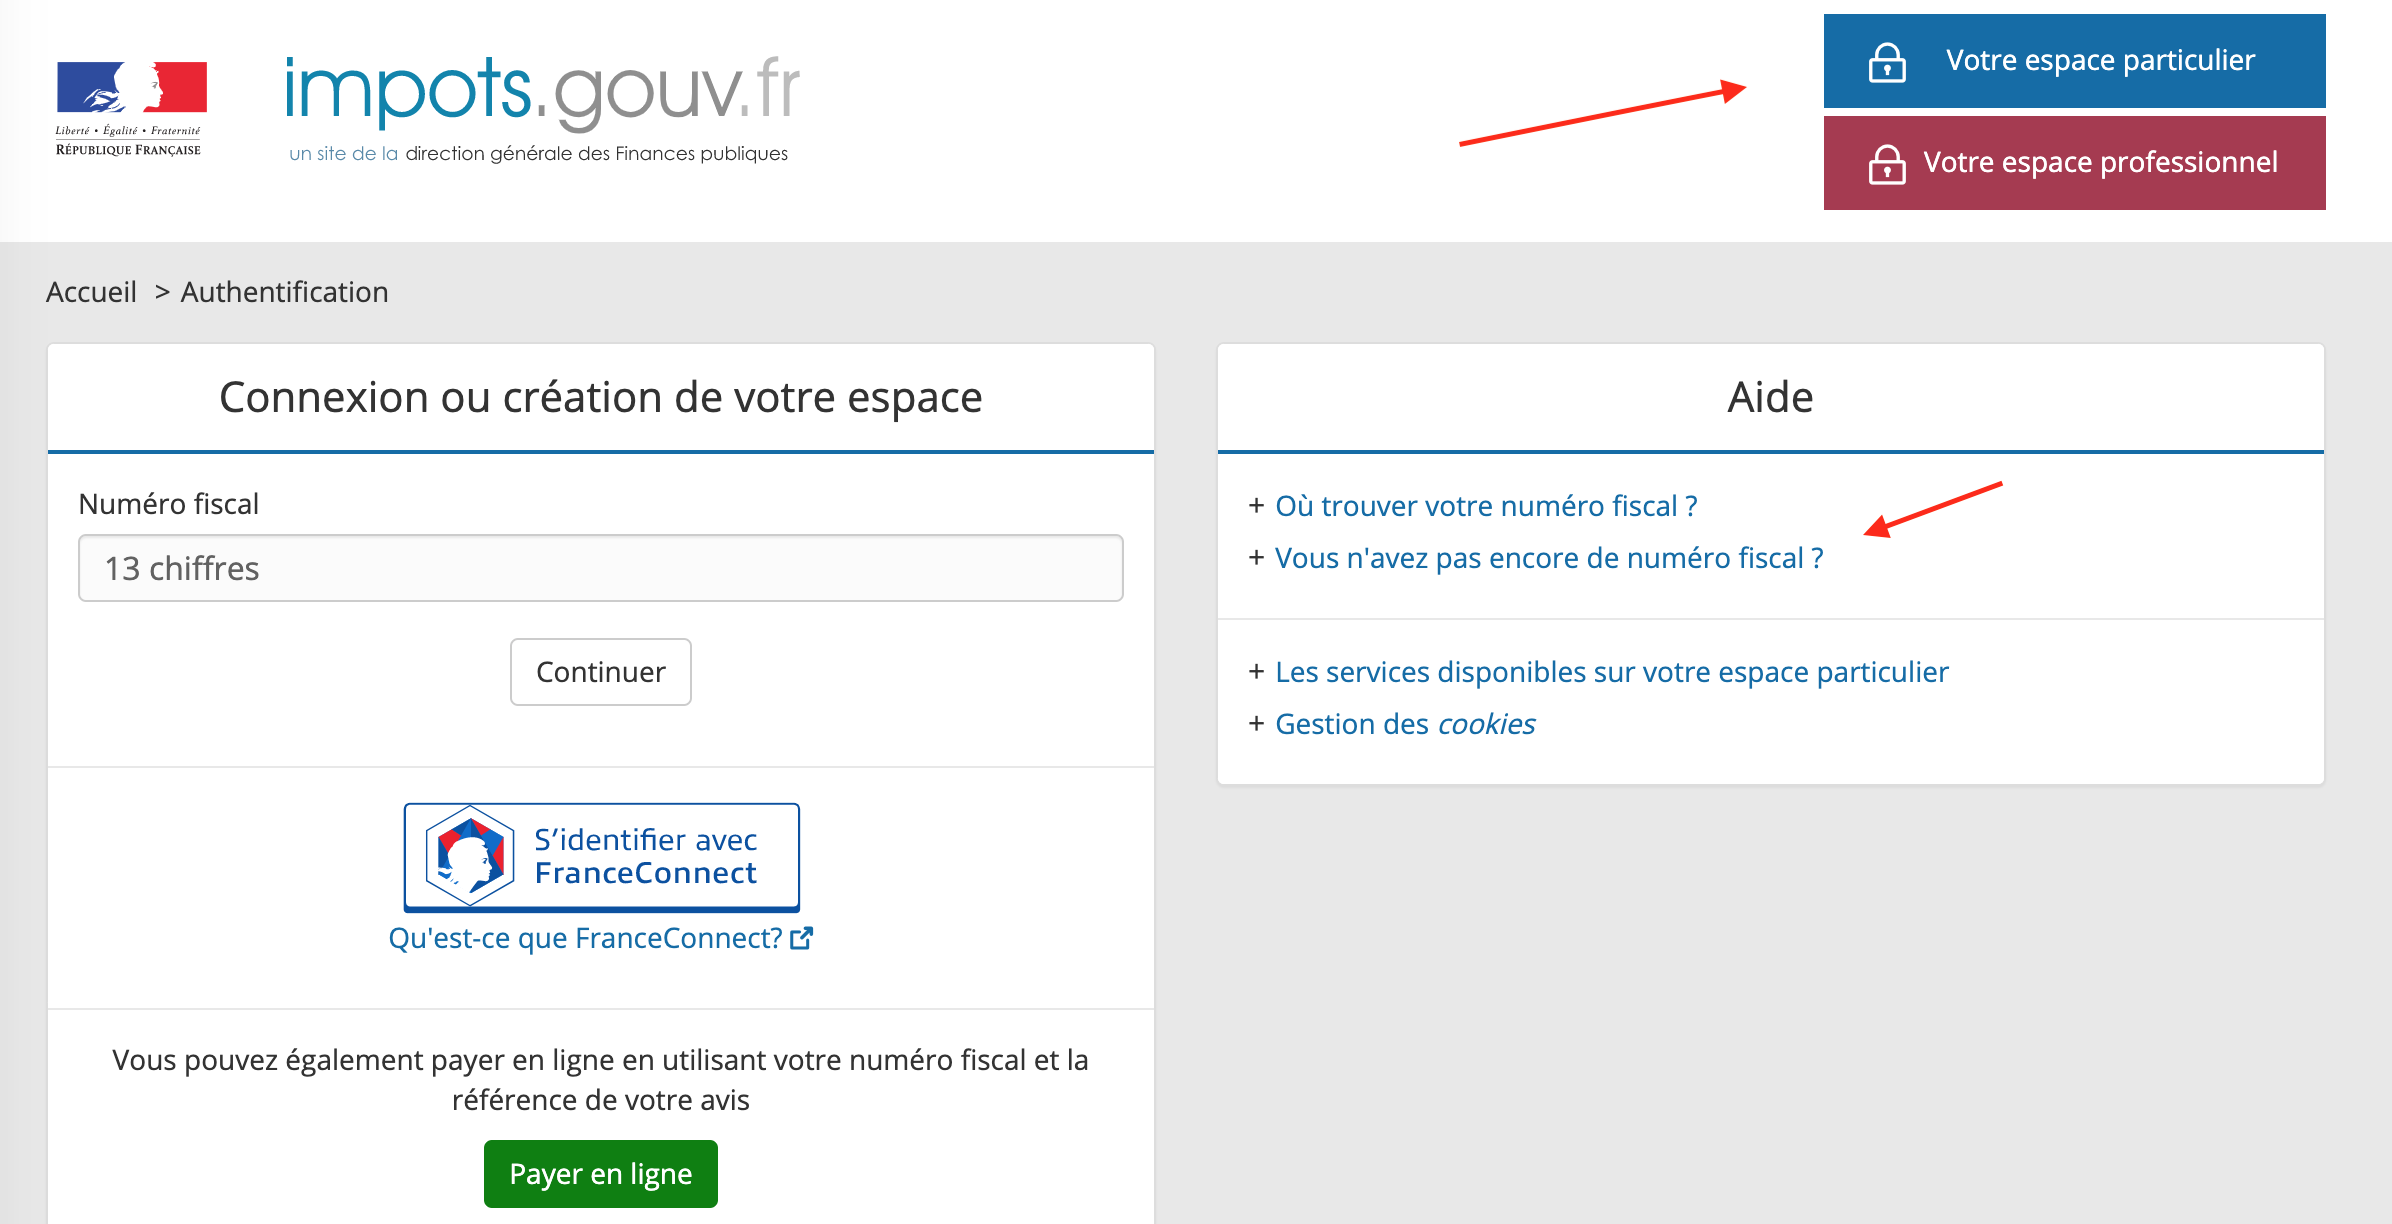 Liberté • Égalité • Fraternité
RÉPUBLIQUE FRANÇAISE
impots.gouv.fr
un site de la direction générale des Finances publiques
Votre espace particulier
Votre espace professionnel
Accueil > Authentification
Connexion ou création de votre espace
Numéro fiscal
13 chiffres
Continuer
S’identifier avec
FranceConnect
Qu'est-ce que FranceConnect?
Vous pouvez également payer en ligne en utilisant votre numéro fiscal et la
référence de votre avis
Payer en ligne
Aide
+ Où trouver votre numéro fiscal ?
+ Vous n'avez pas encore de numéro fiscal ?
+ Les services disponibles sur votre espace particulier
+ Gestion des cookies